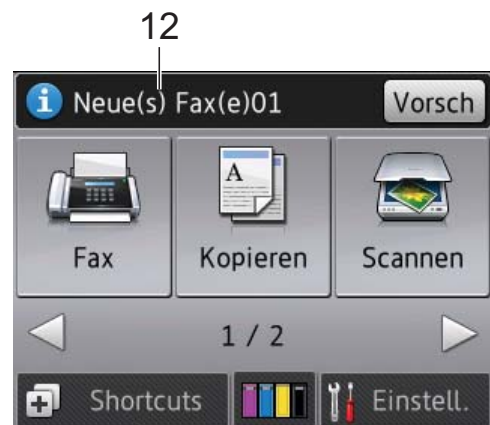 12
Neue(s) Fax(e)01 Vorsch
Fax Kopieren Scannen
1 / 2
Shortcuts Einstell.